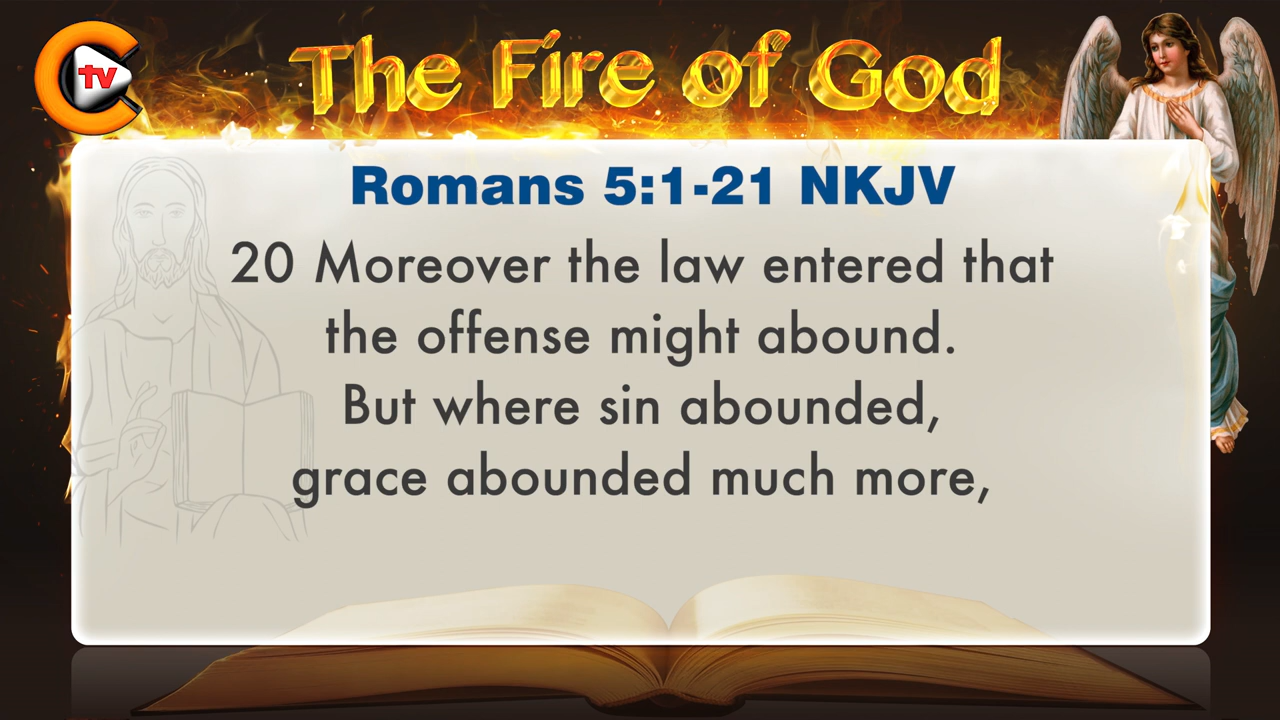 tv
The Fire of God
Romans 5:1-21 NKJV
20 Moreover the law entered that
the offense might abound.
But where sin abounded,
grace abounded much more,